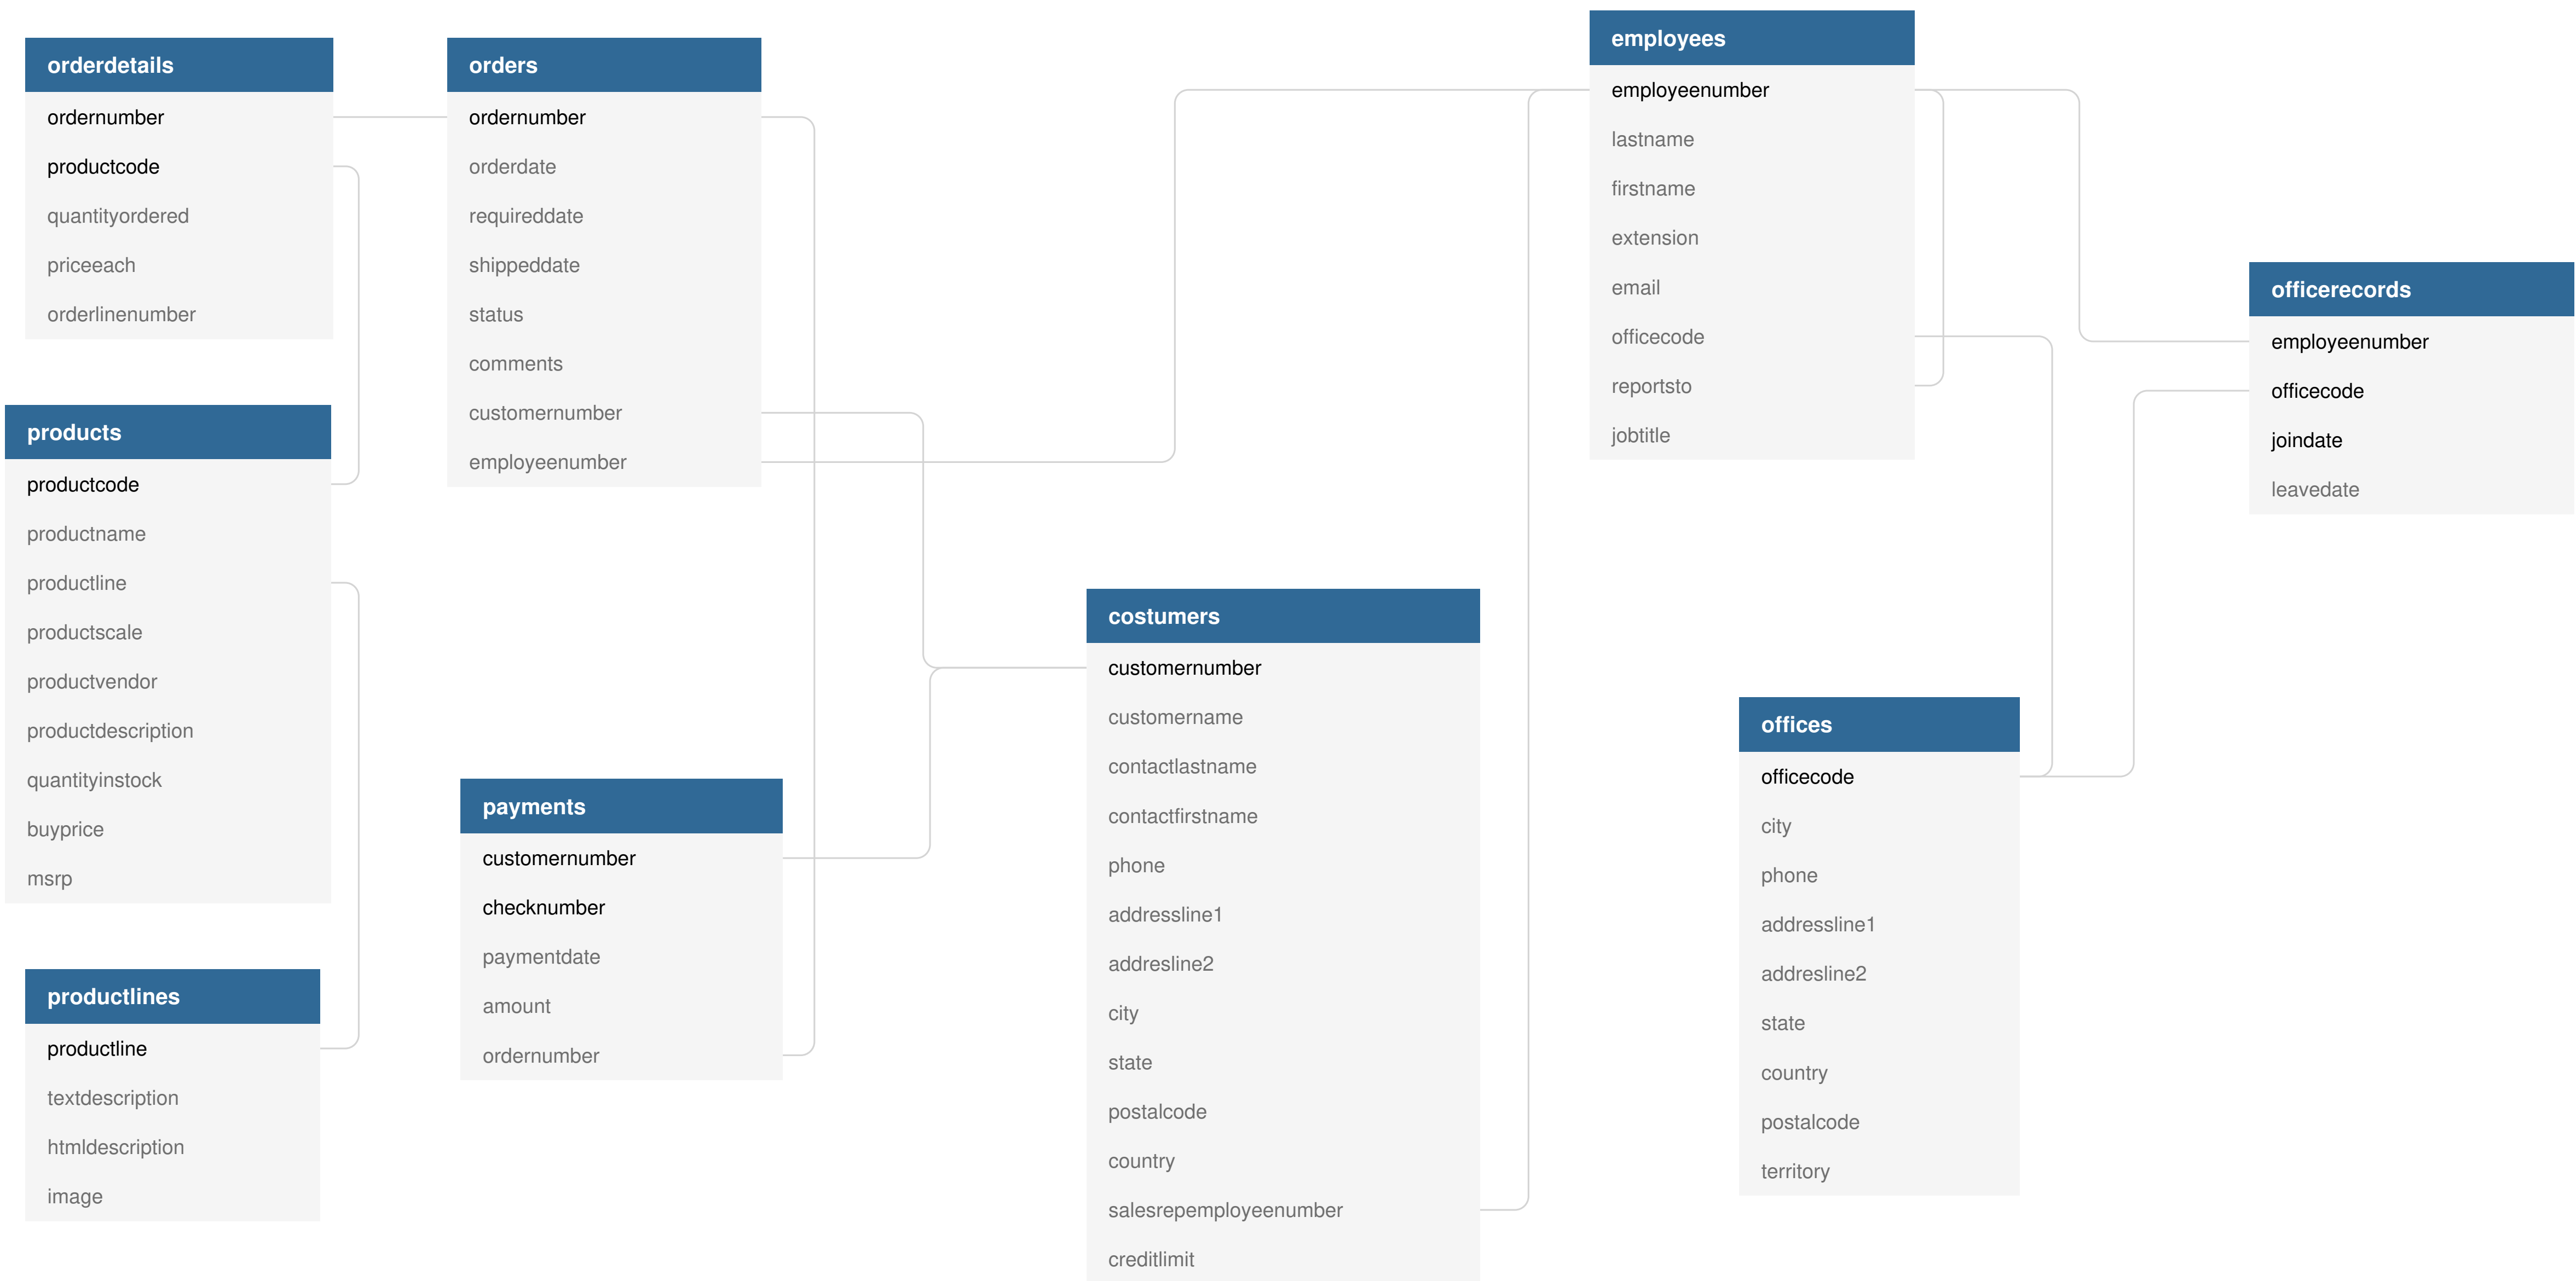 orderdetails
ordernumber
productcode
quantityordered
priceeach
orderlinenumber
products
productcode
productname
productline
productscale
productvendor
productdescription
quantityinstock
buyprice
msrp
productlines
productline
textdescription
htmldescription
image
orders
ordernumber
orderdate
requireddate
shippeddate
status
comments
customernumber
employeenumber
payments
customernumber
checknumber
paymentdate
amount
ordernumber
costumers
customernumber
customername
contactlastname
contactfirstname
phone
addressline1
addresline2
city
state
postalcode
country
salesrepemployeenumber
creditlimit
employees
employeenumber
lastname
firstname
extension
email
officecode
reportsto
jobtitle
offices
officecode
city
phone
addressline1
addresline2
state
country
postalcode
territory
officerecords
employeenumber
officecode
joindate
leavedate